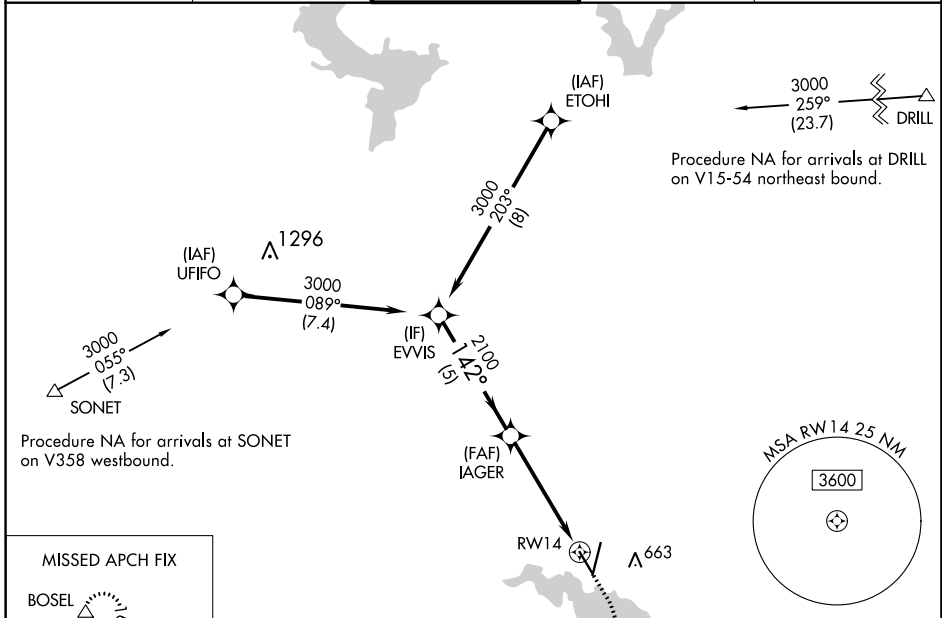 (IAF)
ETOHI
3000
259°
(23.7)
DRILL
Procedure NA for arrivals at DRILL
on V15-54 northeast bound.
3000
203°
(8)
(IAF)
UFIFO
1296
3000
089°
(7.4)
(IF)
EVVIS
2100
142°
(5)
3000
055°
(7.3)
SONET
Procedure NA for arrivals at SONET
on V358 westbound.
(FAF)
IAGER
MSA RW14 25 NM
3600
RW14
663
MISSED APCH FIX
BOSEL